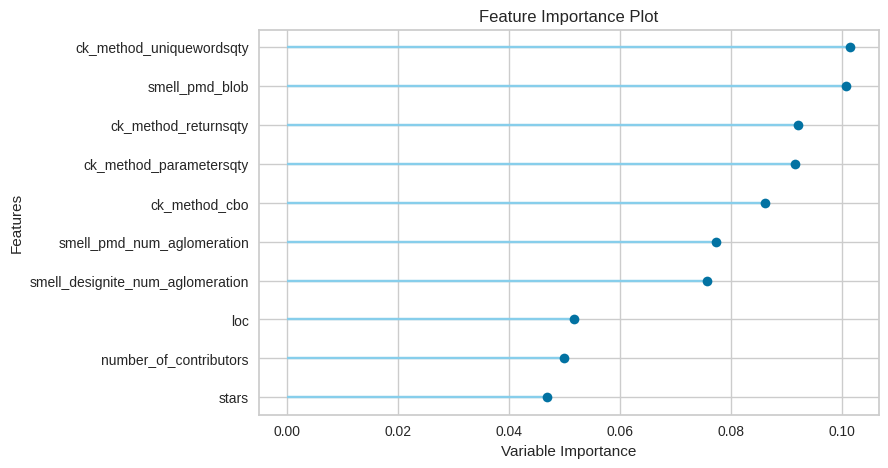 Feature Importance Plot
Features
ck_method_uniquewordsqty
smell_pmd_blob
ck_method_returnsqty
ck_method_parametersqty
ck_method_cbo
smell_pmd_num_aglomeration
smell_designite_num_aglomeration
loc
number_of_contributors
stars
0.00 0.02 0.04 0.06 0.08 0.10
Variable Importance